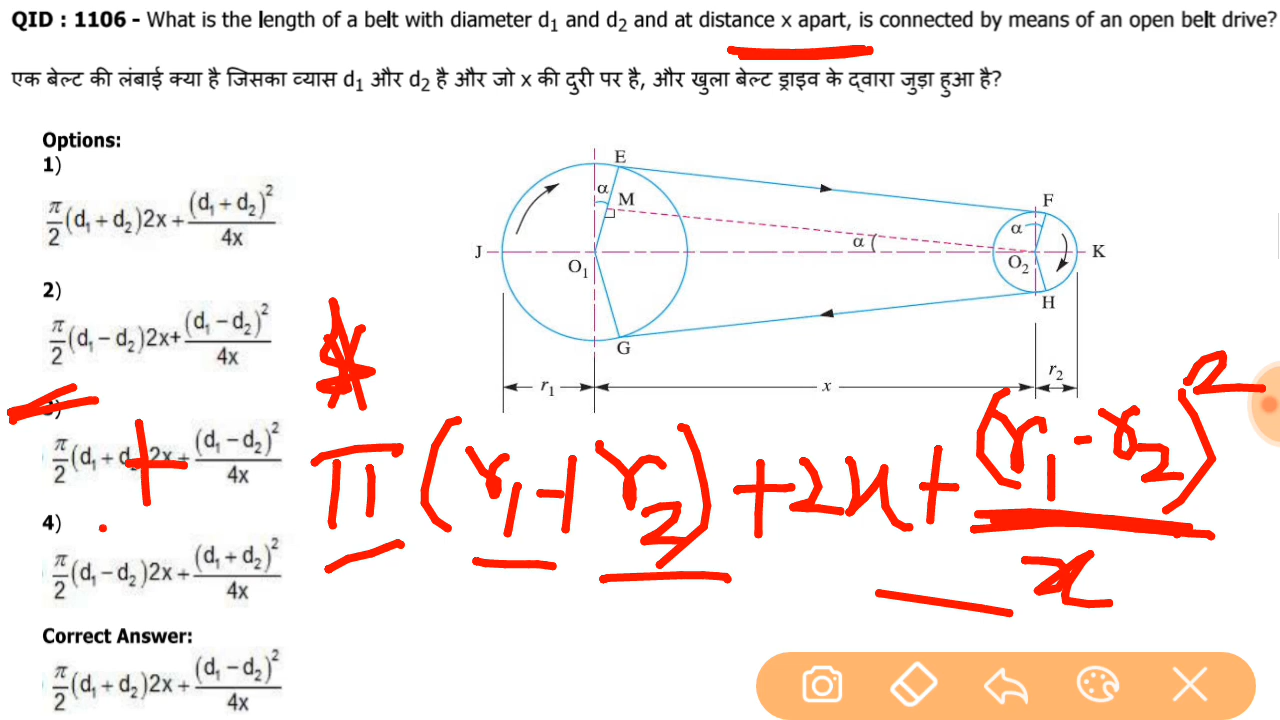 QID : 1106 - What is the length of a belt with diameter d₁ and d₂ and at distance x apart, is connected by means of an open belt drive?
एक बेल्ट की लंबाई क्या है जिसका व्यास d₁ और d₂ है और जो x की दुरी पर है, और खुला बेल्ट ड्राइव के द्वारा जुड़ा हुआ है?
Options:
1)
π/2 (d₁ + d₂)2x + (d₁ + d₂)²/4x
2)
π/2 (d₁ − d₂)2x + (d₁ − d₂)²/4x
3)
π/2 (d₁ + d₂)2x + (d₁ − d₂)²/4x
4)
π/2 (d₁ − d₂)2x + (d₁ + d₂)²/4x
Correct Answer:
π/2 (d₁ + d₂)2x + (d₁ − d₂)²/4x
E
α
M
F
J
O₁
α
α
O₂
K
G
H
r₁
x
r₂
+ π(r₁ + r₂) + 2x + (r₁ - r₂)²/x